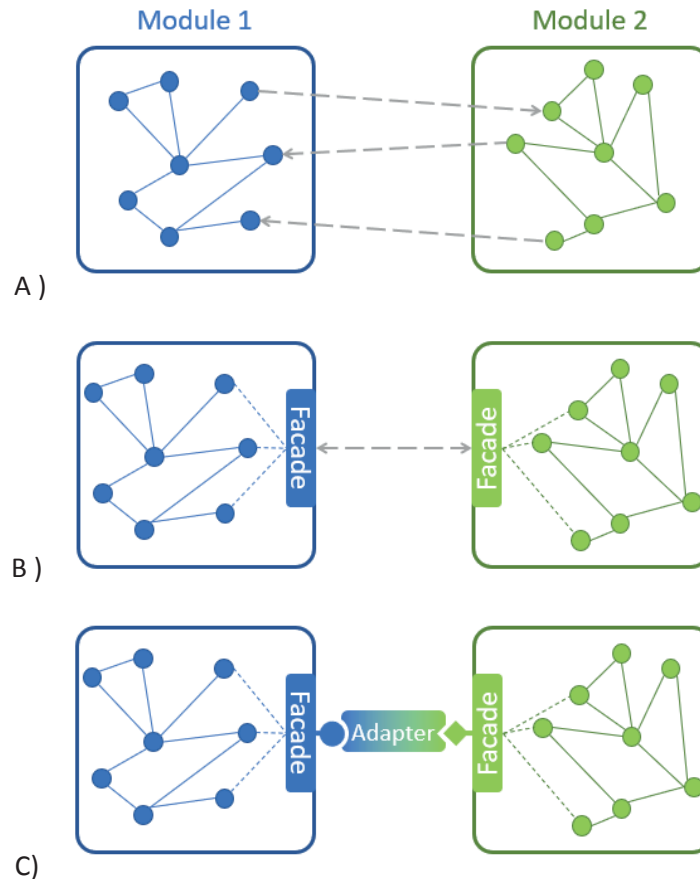 Module 1
Module 2
A )
Facade
Facade
B )
Facade
Adapter
Facade
C)